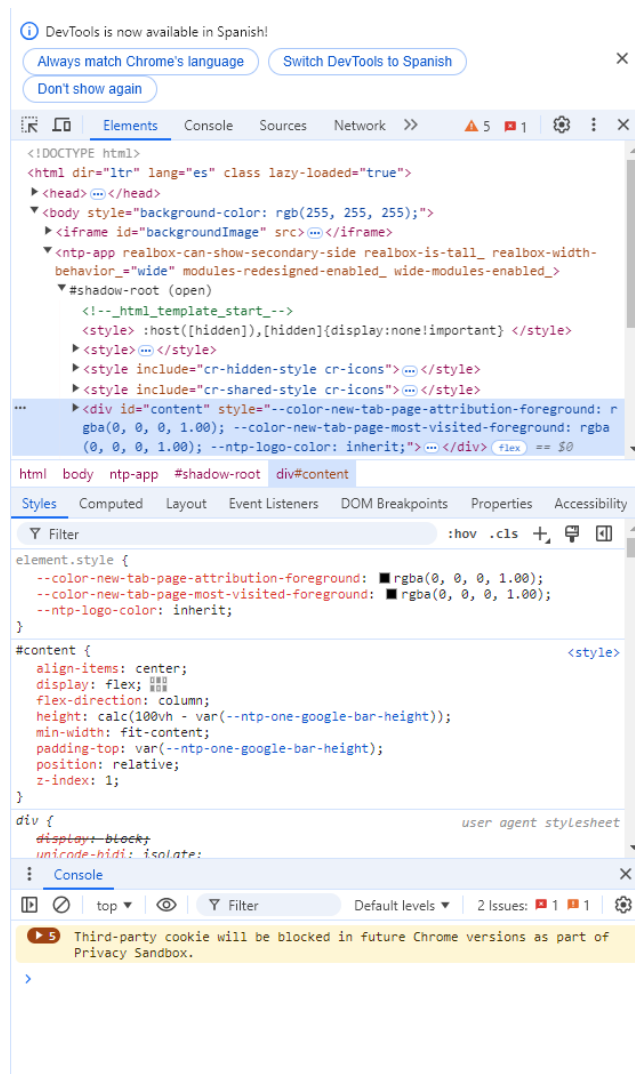 DevTools is now available in Spanish!
Always match Chrome's language
Switch DevTools to Spanish
Don't show again
Elements Console Sources Network 5 1
<!DOCTYPE html>
<html dir="ltr" lang="es" class lazy-loaded="true">
<head>…</head>
<body style="background-color: rgb(255, 255, 255);">
<iframe id="backgroundImage" src>…</iframe>
<ntp-app realbox-can-show-secondary-side realbox-is-tall_ realbox-width-
behavior_="wide" modules-redesigned-enabled_ wide-modules-enabled_>
#shadow-root (open)
<!--_html_template_start_-->
<style> :host([hidden]),[hidden]{display:none!important} </style>
<style>…</style>
<style include="cr-hidden-style cr-icons">…</style>
<style include="cr-shared-style cr-icons">…</style>
<div id="content" style="--color-new-tab-page-attribution-foreground: r
gba(0, 0, 0, 1.00); --color-new-tab-page-most-visited-foreground: rgba
(0, 0, 0, 1.00); --ntp-logo-color: inherit;">…</div> flex == $0
html body ntp-app #shadow-root div#content
Styles Computed Layout Event Listeners DOM Breakpoints Properties Accessibility
Filter :hov .cls
element.style {
--color-new-tab-page-attribution-foreground: rgba(0, 0, 0, 1.00);
--color-new-tab-page-most-visited-foreground: rgba(0, 0, 0, 1.00);
--ntp-logo-color: inherit;
}
#content { <style>
align-items: center;
display: flex;
flex-direction: column;
height: calc(100vh - var(--ntp-one-google-bar-height));
min-width: fit-content;
padding-top: var(--ntp-one-google-bar-height);
position: relative;
z-index: 1;
}
div { user agent stylesheet
display: block;
unicode-bidi: isolate;
Console
top Filter Default levels 2 Issues: 1 1
5 Third-party cookie will be blocked in future Chrome versions as part of
Privacy Sandbox.